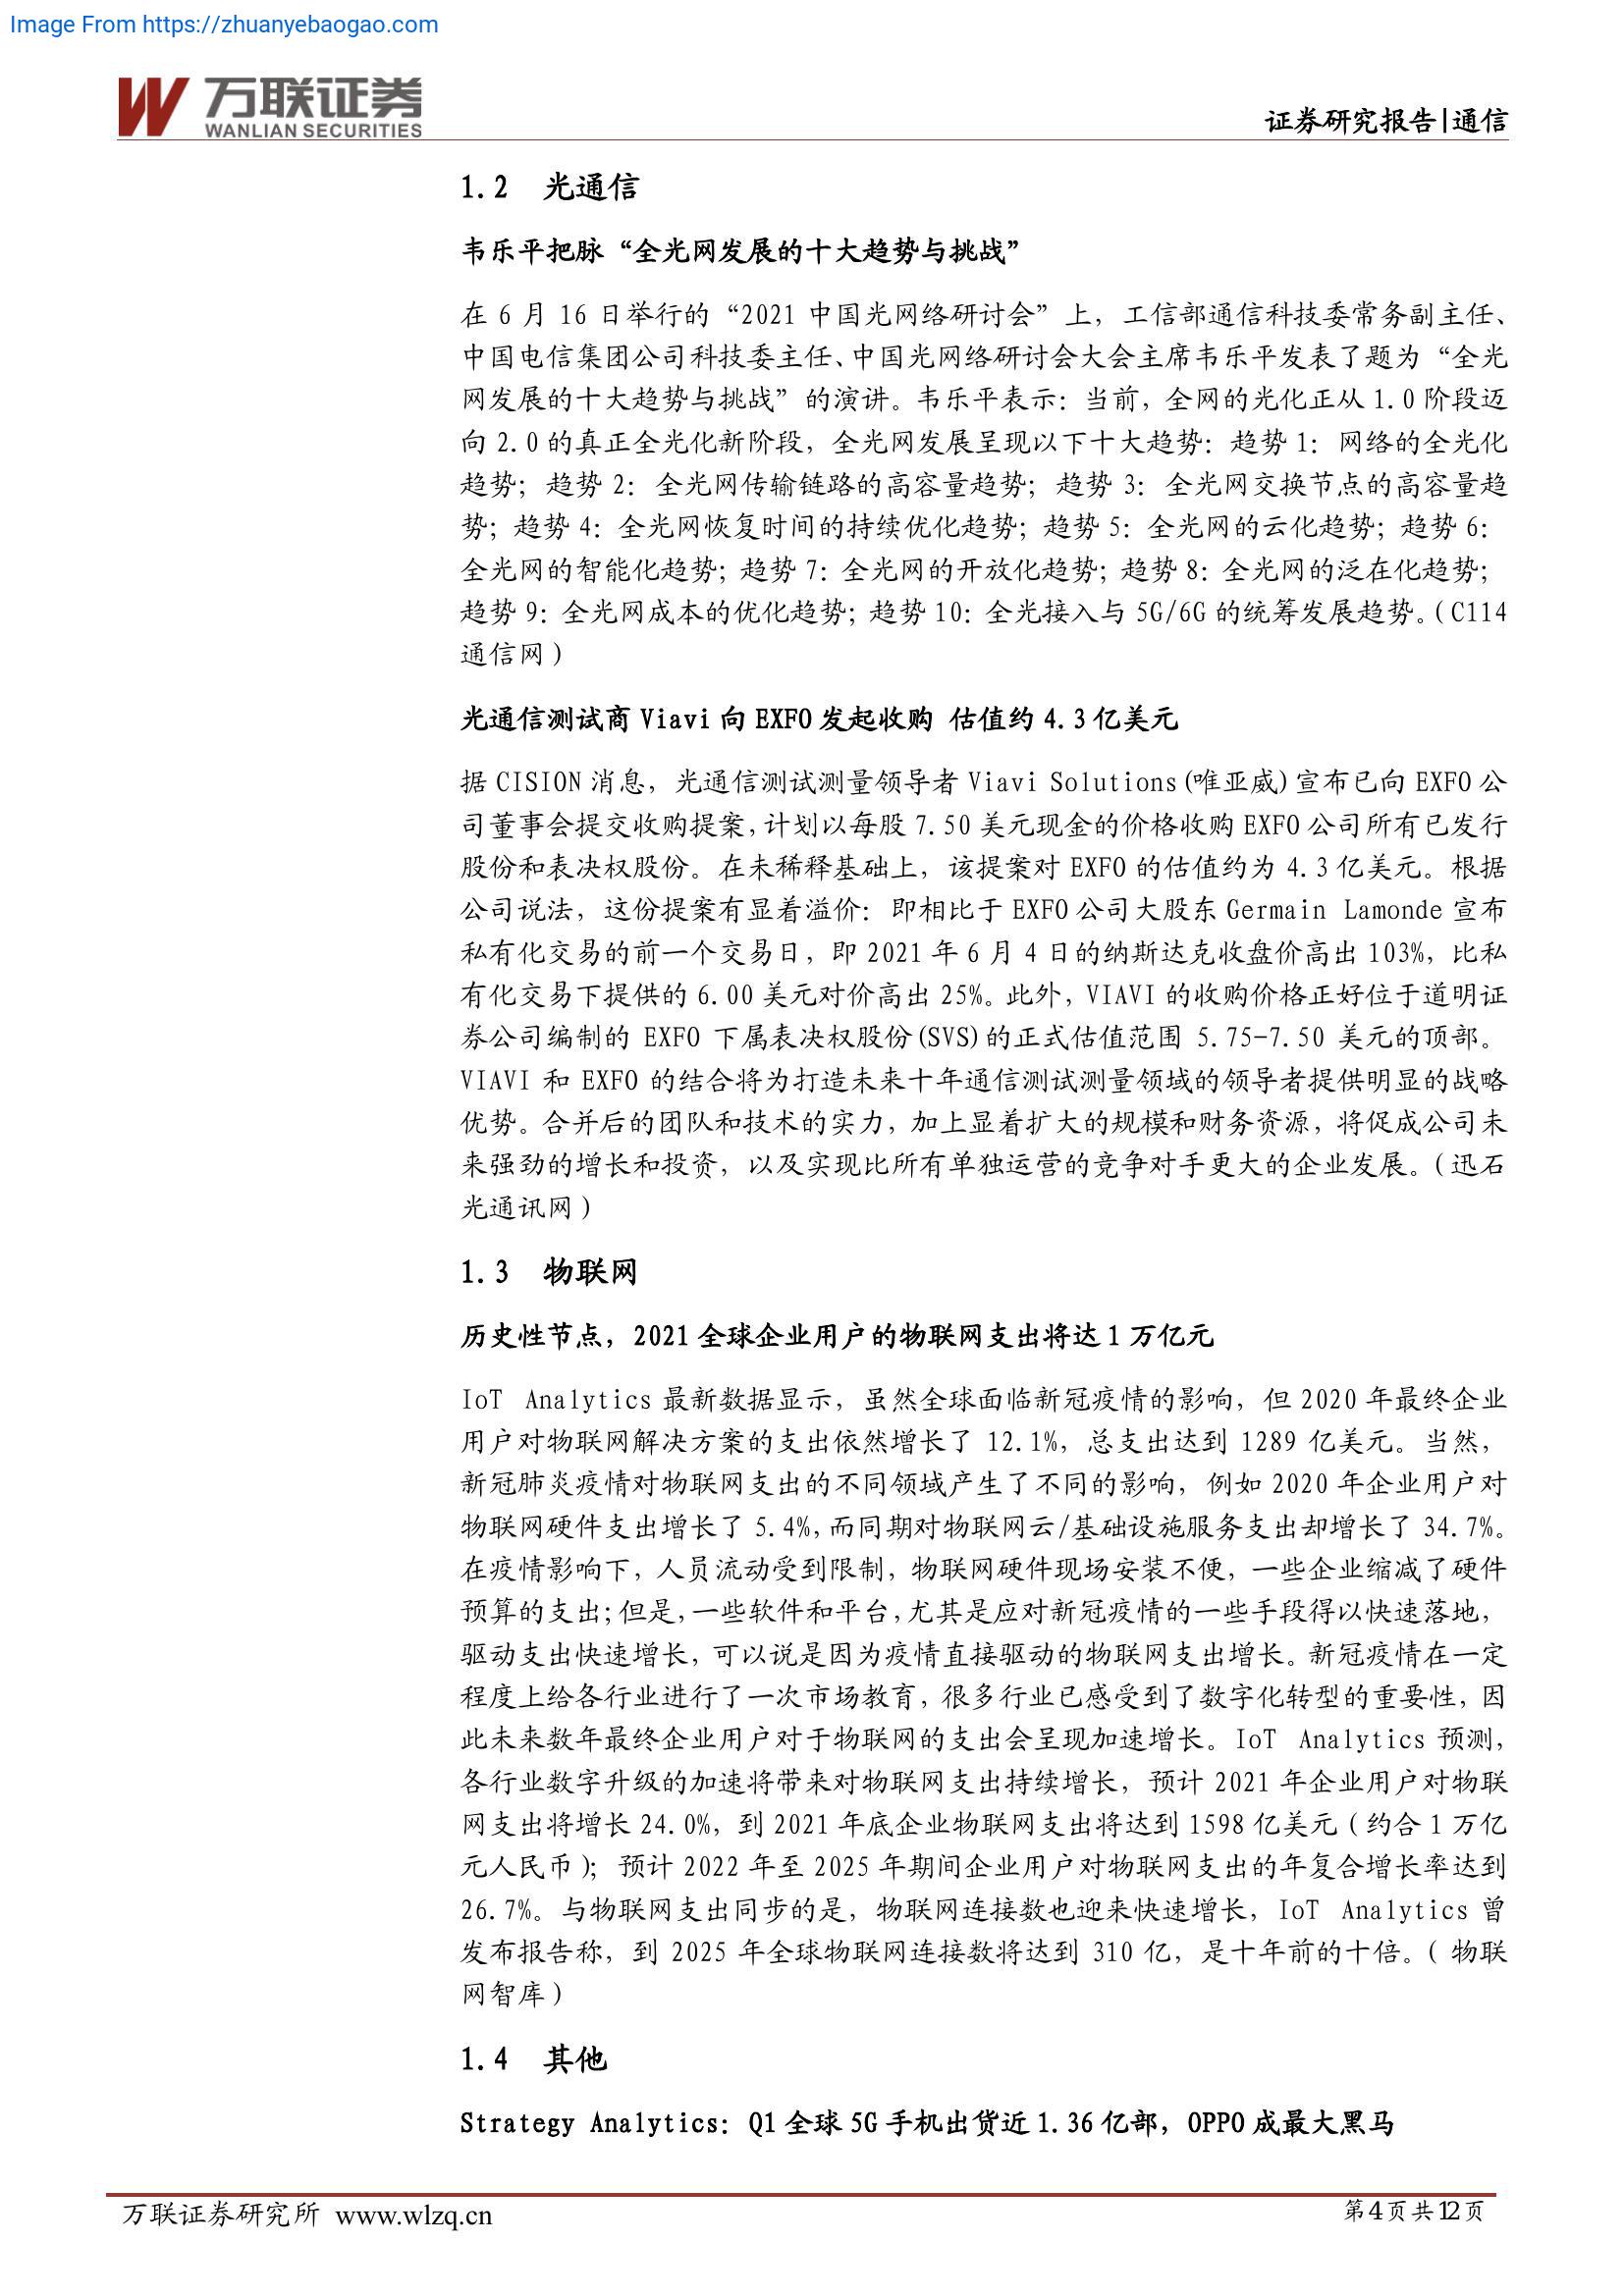 Image From https://zhuanyebaogao.com
万联证券
WANLIAN SECURITIES
证券研究报告|通信
1.2 光通信
韦乐平把脉“全光网发展的十大趋势与挑战”
在 6 月 16 日举行的“2021 中国光网络研讨会”上，工信部通信科技委常务副主任、
中国电信集团公司科技委主任、中国光网络研讨会大会主席韦乐平发表了题为“全光
网发展的十大趋势与挑战”的演讲。韦乐平表示：当前，全网的光化正从 1.0 阶段迈
向 2.0 的真正全光化新阶段，全光网发展呈现以下十大趋势：趋势 1：网络的全光化
趋势；趋势 2：全光网传输链路的高容量趋势；趋势 3：全光网交换节点的高容量趋
势；趋势 4：全光网恢复时间的持续优化趋势；趋势 5：全光网的云化趋势；趋势 6：
全光网的智能化趋势；趋势 7：全光网的开放化趋势；趋势 8：全光网的泛在化趋势；
趋势 9：全光网成本的优化趋势；趋势 10：全光接入与 5G/6G 的统筹发展趋势。（C114
通信网）
光通信测试商 Viavi 向 EXFO 发起收购 估值约 4.3 亿美元
据 CISION 消息，光通信测试测量领导者 Viavi Solutions(唯亚威)宣布已向 EXFO 公
司董事会提交收购提案，计划以每股 7.50 美元现金的价格收购 EXFO 公司所有已发行
股份和表决权股份。在未稀释基础上，该提案对 EXFO 的估值约为 4.3 亿美元。根据
公司说法，这份提案有显着溢价：即相比于 EXFO 公司大股东 Germain Lamonde 宣布
私有化交易的前一个交易日，即 2021 年 6 月 4 日的纳斯达克收盘价高出 103%，比私
有化交易下提供的 6.00 美元对价高出 25%。此外，VIAVI 的收购价格正好位于道明证
券公司编制的 EXFO 下属表决权股份(SVS)的正式估值范围 5.75-7.50 美元的顶部。
VIAVI 和 EXFO 的结合将为打造未来十年通信测试测量领域的领导者提供明显的战略
优势。合并后的团队和技术的实力，加上显着扩大的规模和财务资源，将促成公司未
来强劲的增长和投资，以及实现比所有单独运营的竞争对手更大的企业发展。（迅石
光通讯网）
1.3 物联网
历史性节点，2021 全球企业用户的物联网支出将达 1 万亿元
IoT Analytics 最新数据显示，虽然全球面临新冠疫情的影响，但 2020 年最终企业
用户对物联网解决方案的支出依然增长了 12.1%，总支出达到 1289 亿美元。当然，
新冠肺炎疫情对物联网支出的不同领域产生了不同的影响，例如 2020 年企业用户对
物联网硬件支出增长了 5.4%，而同期对物联网云/基础设施服务支出却增长了 34.7%。
在疫情影响下，人员流动受到限制，物联网硬件现场安装不便，一些企业缩减了硬件
预算的支出；但是，一些软件和平台，尤其是应对新冠疫情的一些手段得以快速落地，
驱动支出快速增长，可以说是因为疫情直接驱动的物联网支出增长。新冠疫情在一定
程度上给各行业进行了一次市场教育，很多行业已感受到了数字化转型的重要性，因
此未来数年最终企业用户对于物联网的支出会呈现加速增长。IoT Analytics 预测，
各行业数字升级的加速将带来对物联网支出持续增长，预计 2021 年企业用户对物联
网支出将增长 24.0%，到 2021 年底企业物联网支出将达到 1598 亿美元（约合 1 万亿
元人民币）；预计 2022 年至 2025 年期间企业用户对物联网支出的年复合增长率达到
26.7%。与物联网支出同步的是，物联网连接数也迎来快速增长，IoT Analytics 曾
发布报告称，到 2025 年全球物联网连接数将达到 310 亿，是十年前的十倍。（物联
网智库）
1.4 其他
Strategy Analytics：Q1 全球 5G 手机出货近 1.36 亿部，OPPO 成最大黑马
万联证券研究所 www.wlzq.cn
第4页共12页